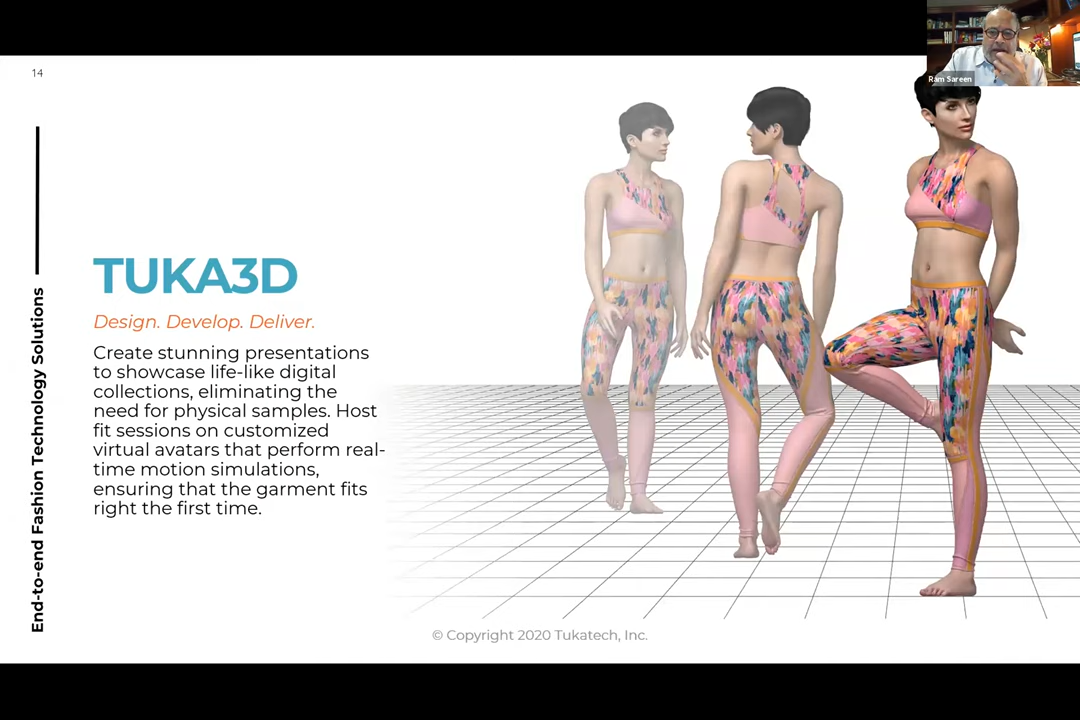 14
Ram Sareen
End-to-end Fashion Technology Solutions
TUKA3D
Design. Develop. Deliver.
Create stunning presentations
to showcase life-like digital
collections, eliminating the
need for physical samples. Host
fit sessions on customized
virtual avatars that perform real-
time motion simulations,
ensuring that the garment fits
right the first time.
© Copyright 2020 Tukatech, Inc.